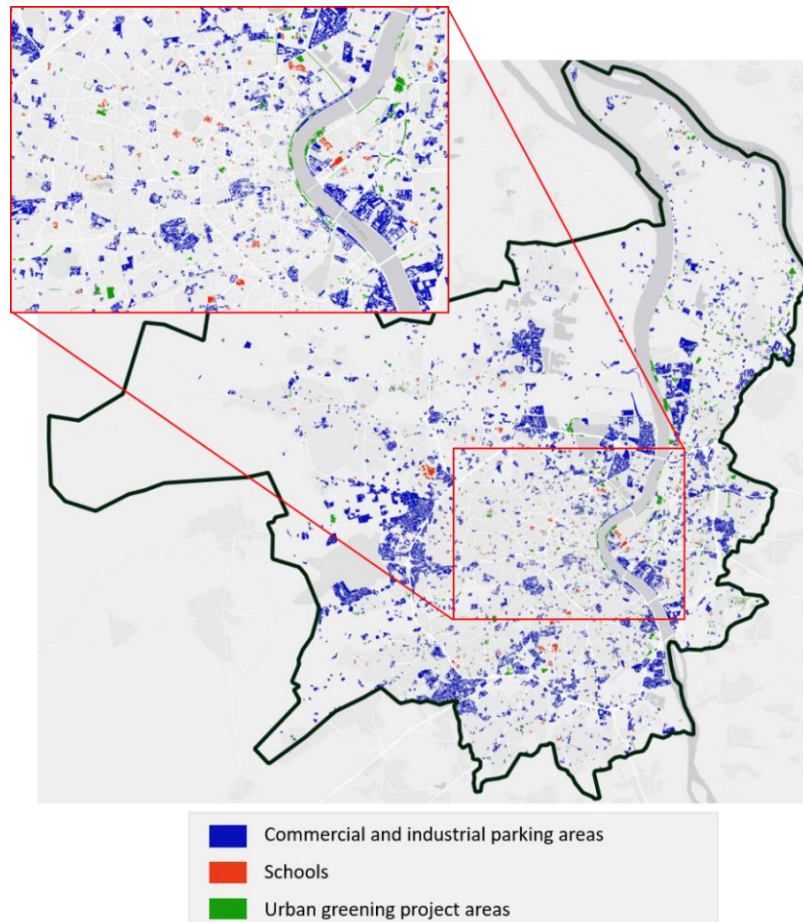 Commercial and industrial parking areas
Schools
Urban greening project areas